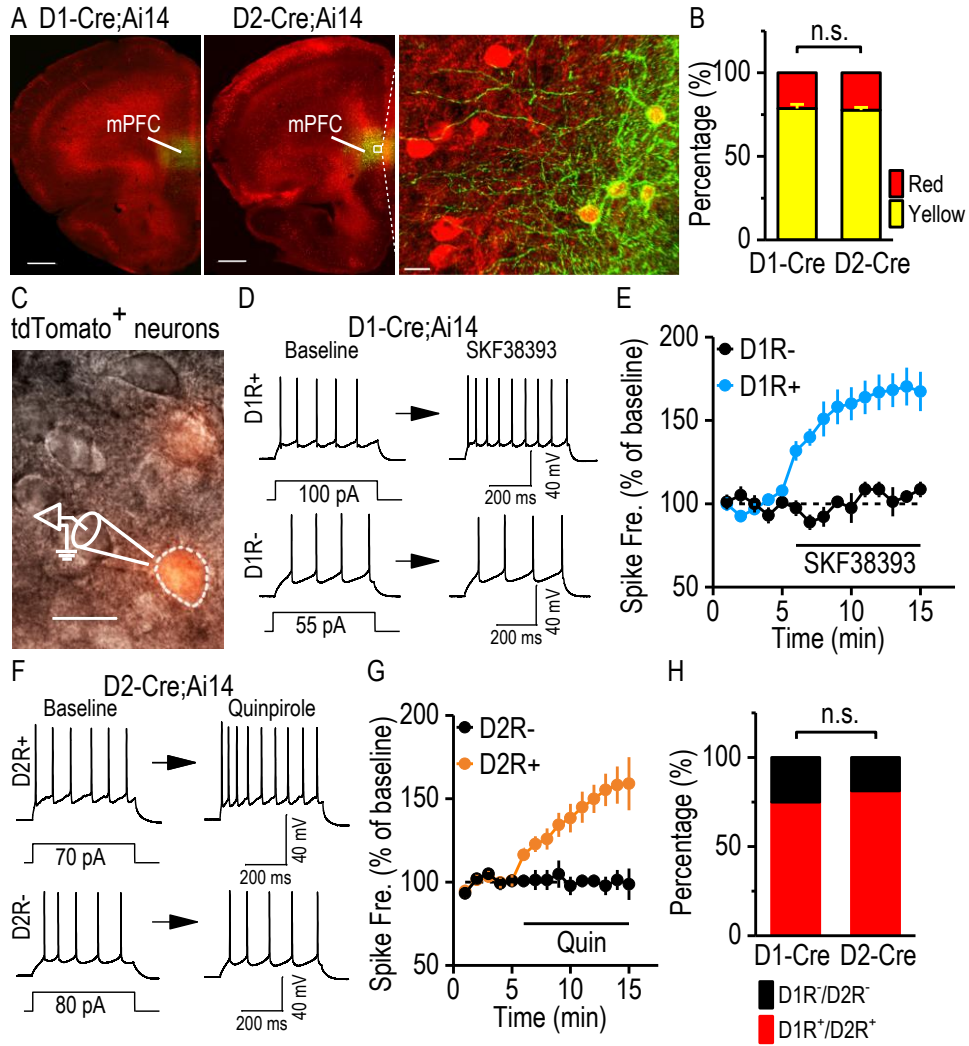 A
D1-Cre;Ai14
D2-Cre;Ai14
mPFC
mPFC
B
n.s.
100
50
0
Percentage (%)
D1-Cre D2-Cre
Red
Yellow
C
tdTomato+ neurons
D
D1-Cre;Ai14
Baseline
SKF38393
D1R+
100 pA
200 ms
40 mV
D1R-
55 pA
200 ms
40 mV
E
200
150
100
50
Spike Fre. (% of baseline)
D1R-
D1R+
SKF38393
0 5 10 15
Time (min)
F
D2-Cre;Ai14
Baseline
Quinpirole
D2R+
70 pA
200 ms
40 mV
D2R-
80 pA
200 ms
40 mV
G
200
150
100
50
Spike Fre. (% of baseline)
D2R-
D2R+
Quin
0 5 10 15
Time (min)
H
n.s.
100
50
0
Percentage (%)
D1-Cre D2-Cre
D1R-/D2R-
D1R+/D2R+